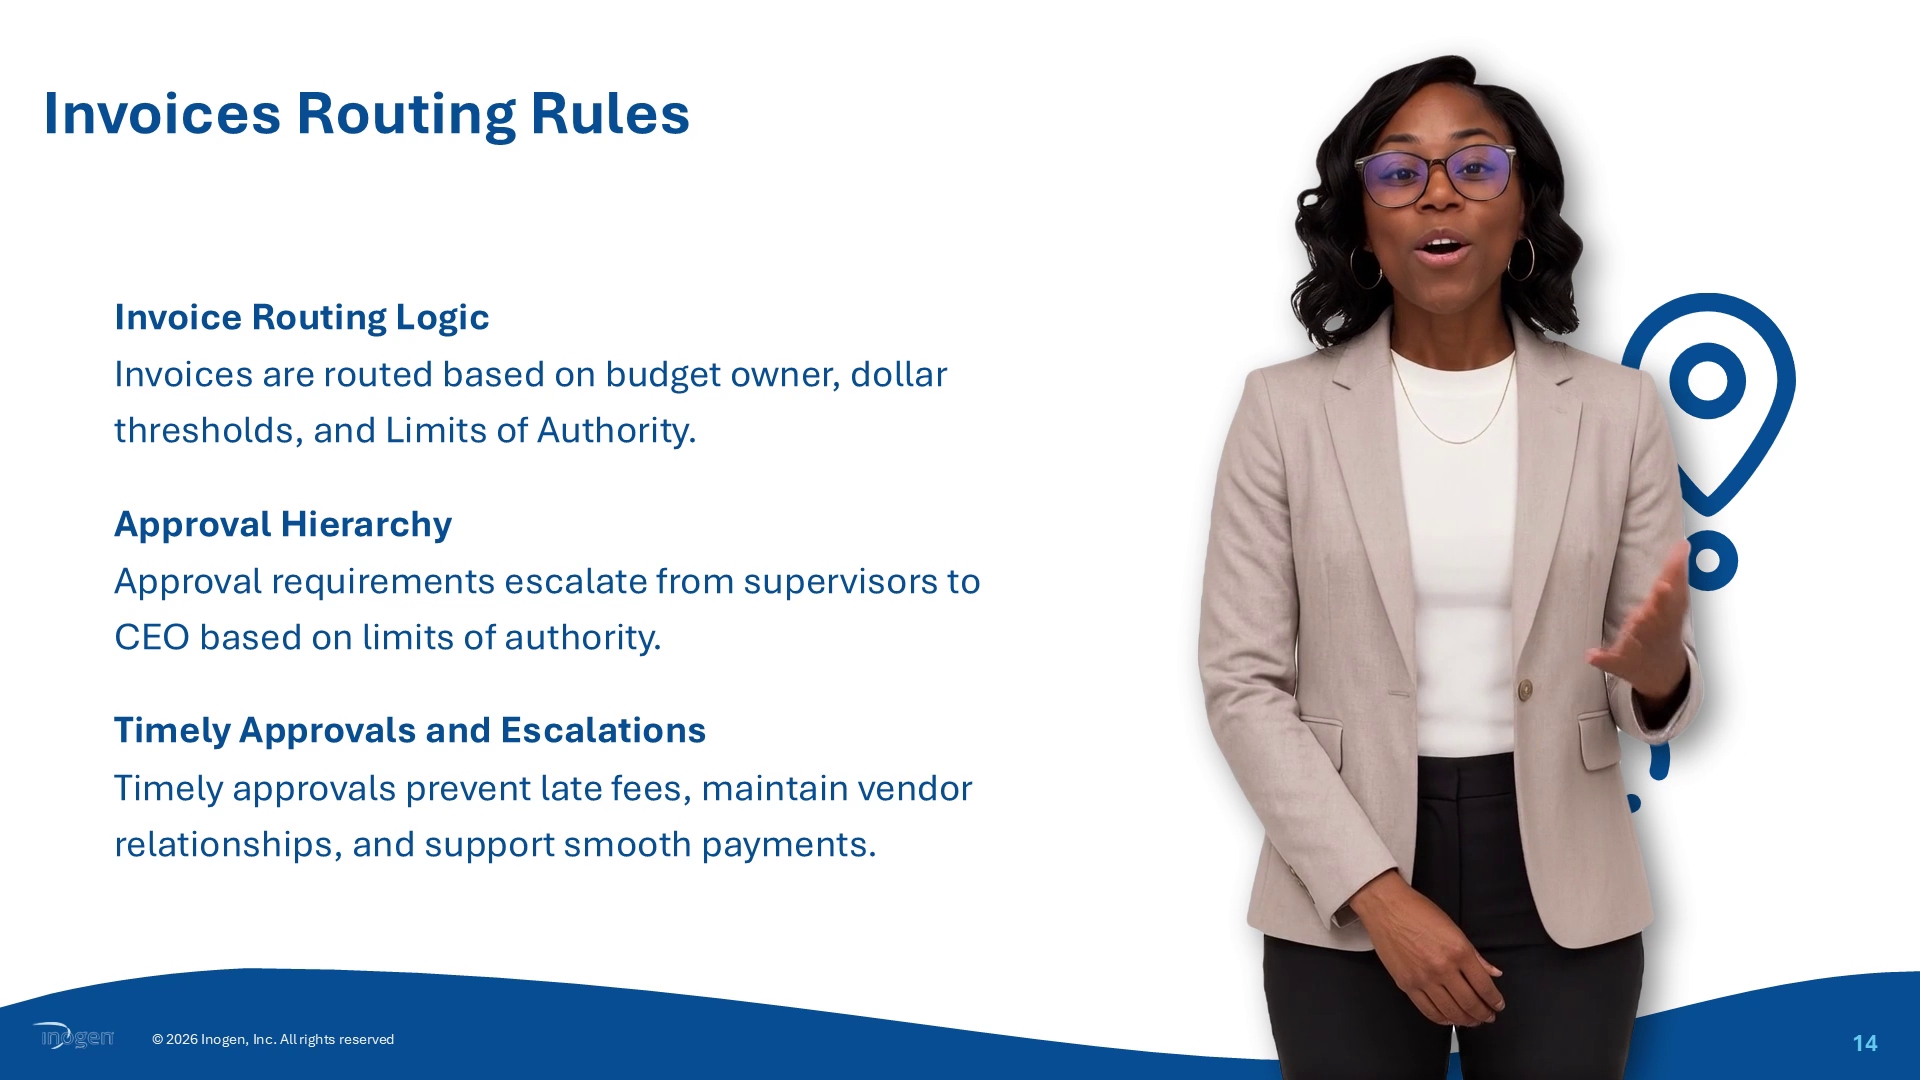 Invoices Routing Rules
Invoice Routing Logic
Invoices are routed based on budget owner, dollar
thresholds, and Limits of Authority.
Approval Hierarchy
Approval requirements escalate from supervisors to
CEO based on limits of authority.
Timely Approvals and Escalations
Timely approvals prevent late fees, maintain vendor
relationships, and support smooth payments.
inogen
© 2026 Inogen, Inc. All rights reserved
14